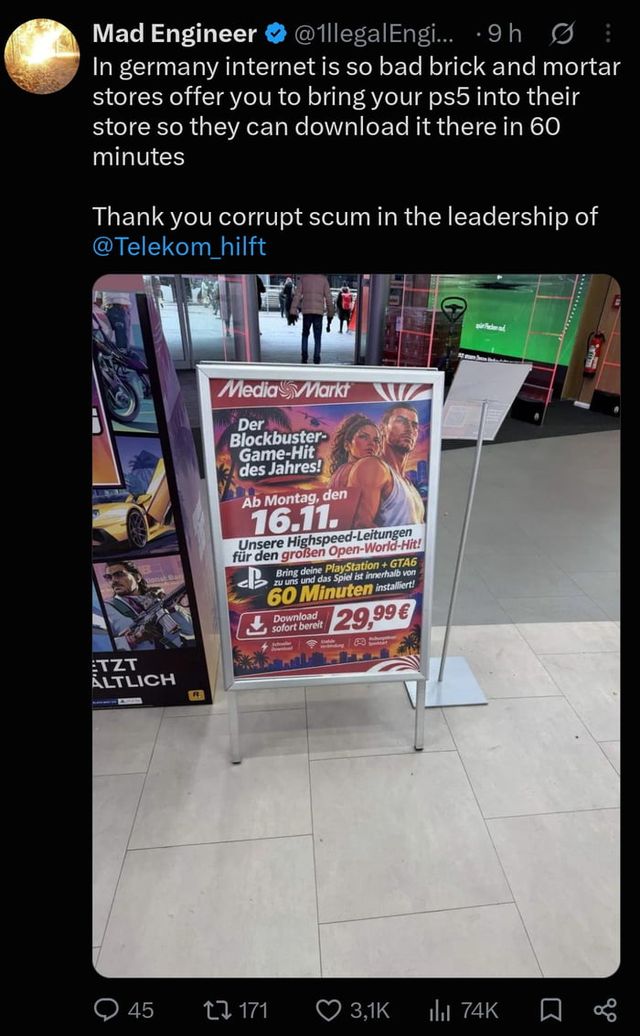 Mad Engineer @1llegalEngi... · 9 h
In germany internet is so bad brick and mortar
stores offer you to bring your ps5 into their
store so they can download it there in 60
minutes
Thank you corrupt scum in the leadership of
@Telekom_hilft
MediaMarkt
Der
Blockbuster-
Game-Hit
des Jahres!
Ab Montag, den
16.11.
Unsere Highspeed-Leitungen
für den großen Open-World-Hit!
Bring deine PlayStation + GTA6
zu uns und das Spiel ist innerhalb von
60 Minuten installiert!
Download
sofort bereit
29,99 €
Schneller
Download
Stabile
Verbindung
ETZT
ÄLTLICH
R
45
171
3,1K
74K